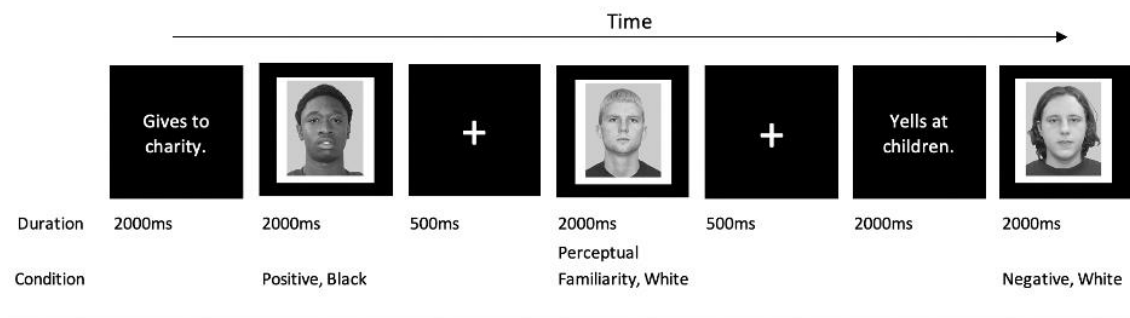 Time
Gives to
charity.
+
+
Yells at
children.
Duration 2000ms 2000ms 500ms 2000ms 500ms 2000ms 2000ms
Perceptual
Condition Positive, Black Familiarity, White Negative, White